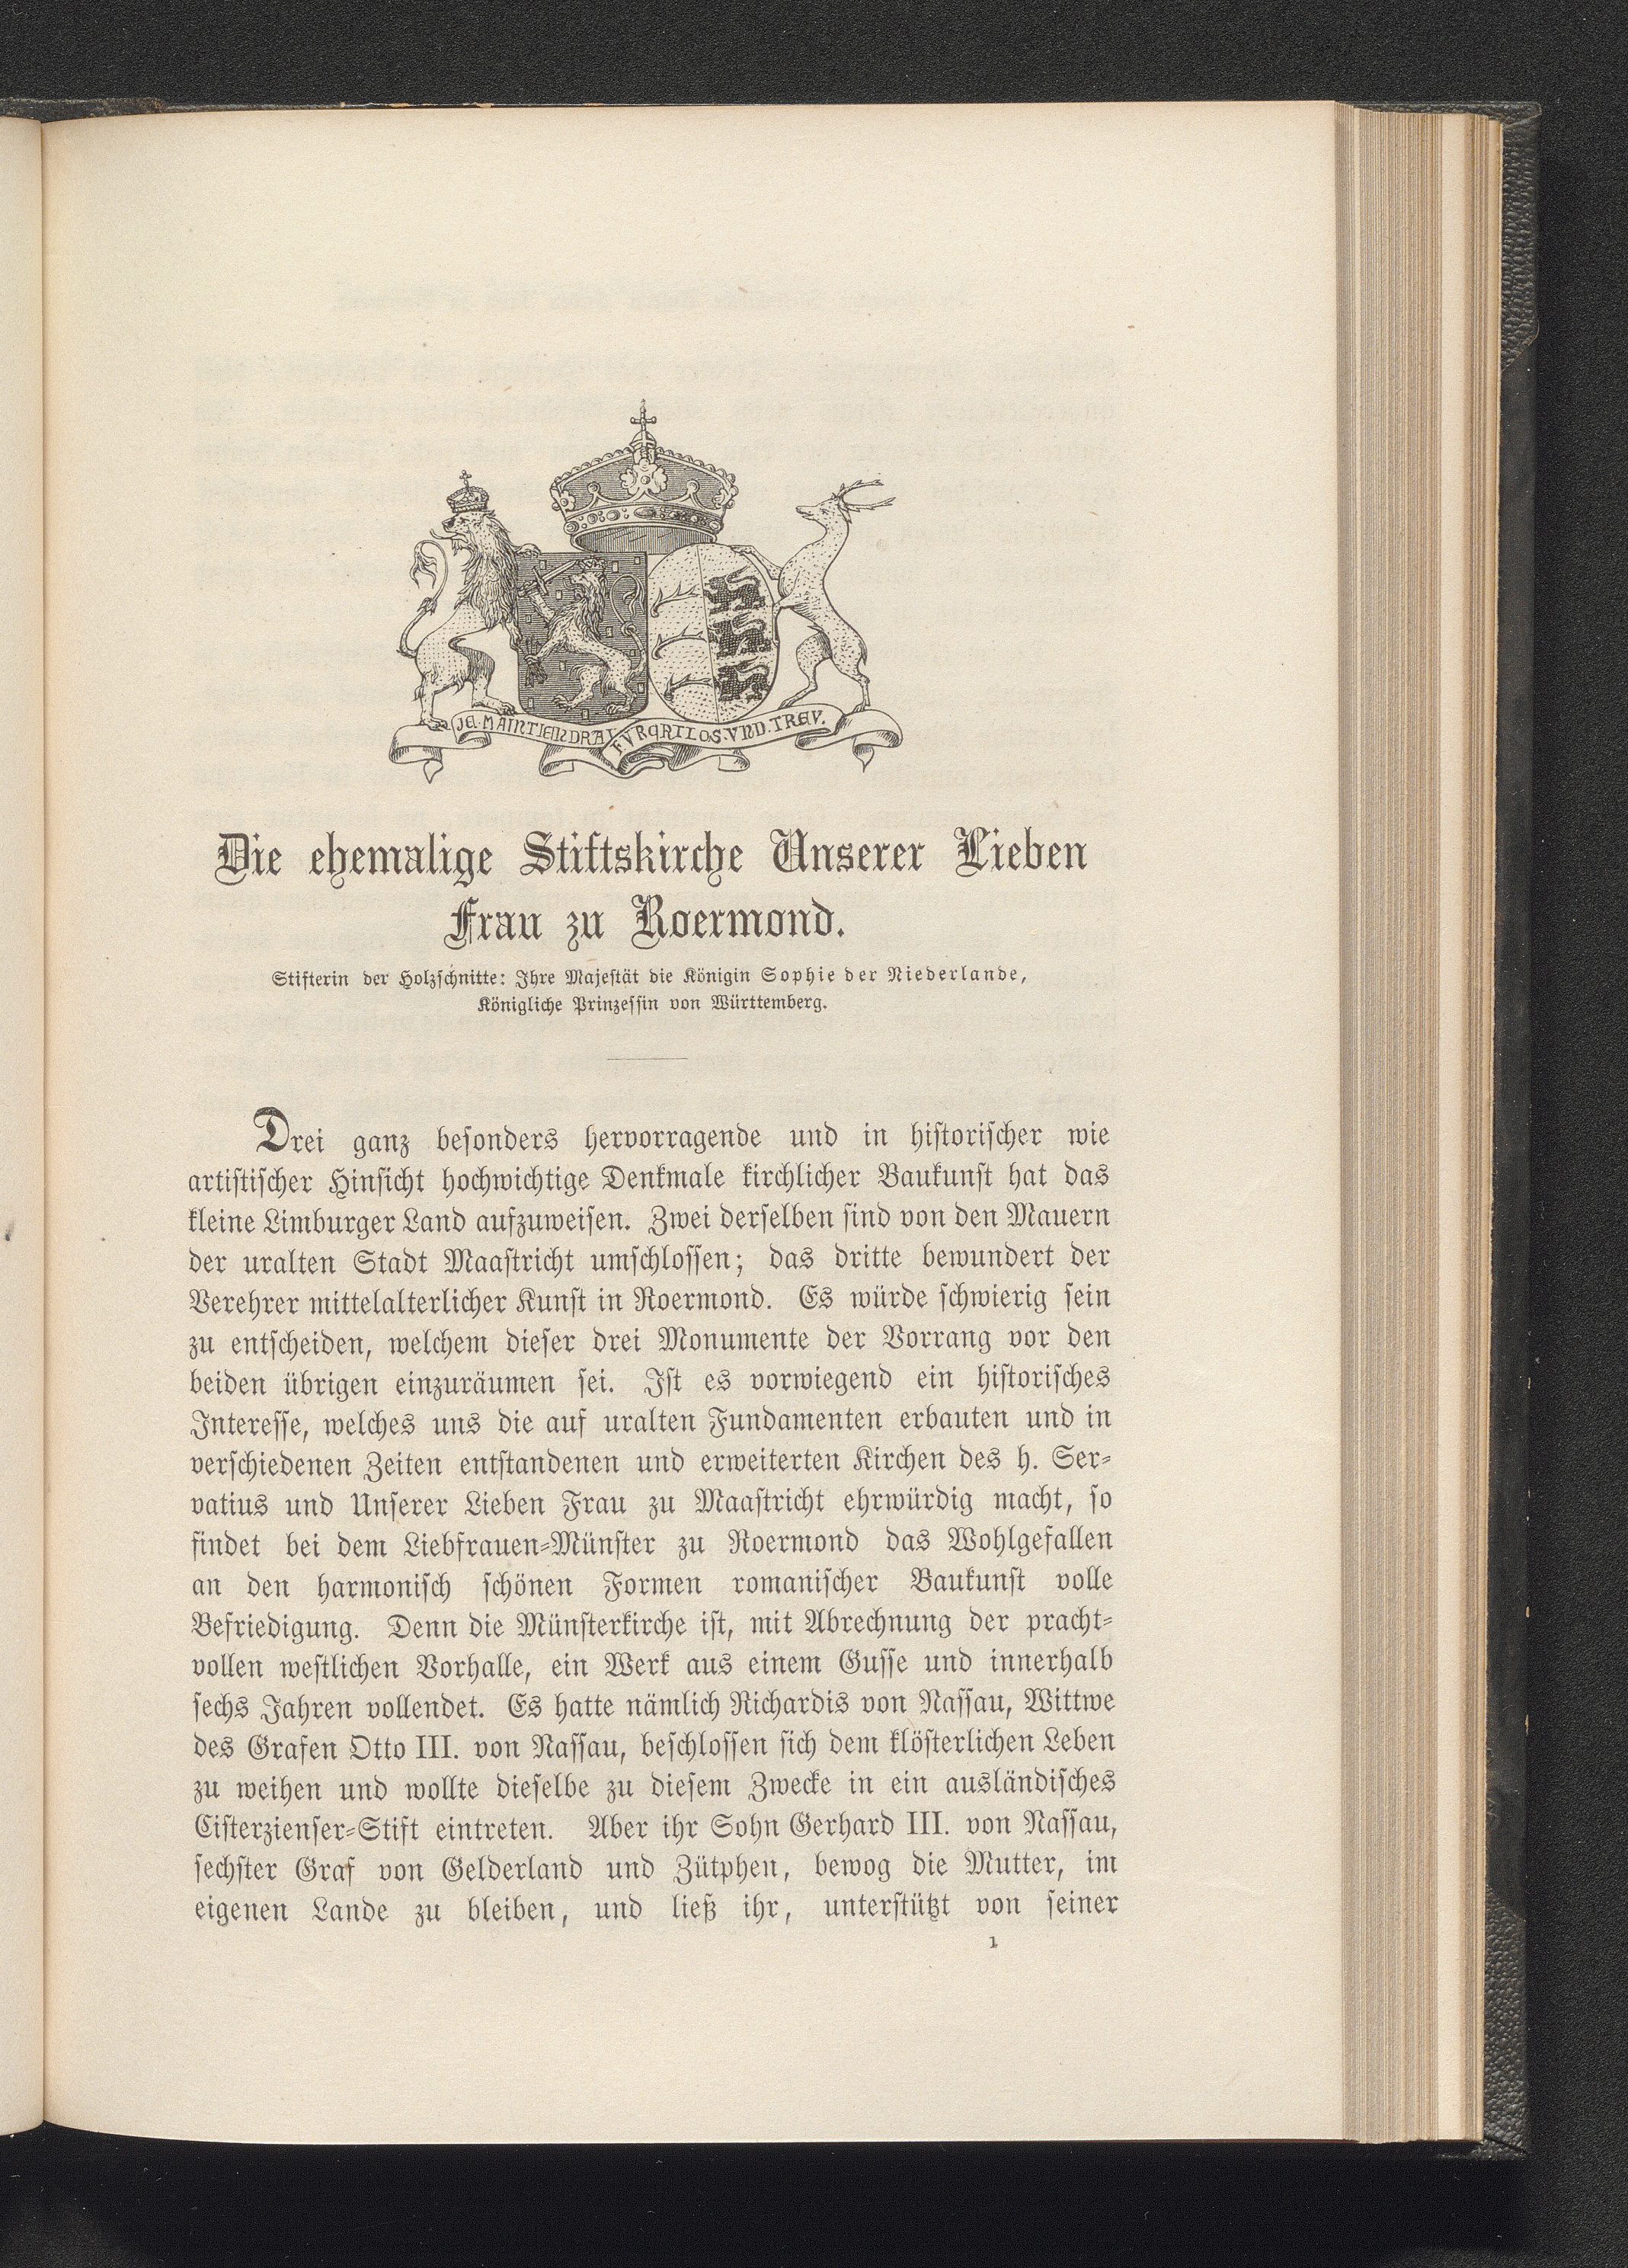 JE.MAINTIENDRAI
FVRQRTLOS.VND.TREV.
Die ehemalige Stiftskirche Unserer Lieben
Frau zu Roermond.
Stifterin der Holzschnitte: Ihre Majestät die Königin Sophie der Niederlande,
Königliche Prinzessin von Württemberg.
Drei ganz besonders hervorragende und in historischer wie
artistischer Hinsicht hochwichtige Denkmale kirchlicher Baukunst hat das
kleine Limburger Land aufzuweisen. Zwei derselben sind von den Mauern
der uralten Stadt Maastricht umschlossen; das dritte bewundert der
Verehrer mittelalterlicher Kunst in Roermond. Es würde schwierig sein
zu entscheiden, welchem dieser drei Monumente der Vorrang vor den
beiden übrigen einzuräumen sei. Ist es vorwiegend ein historisches
Interesse, welches uns die auf uralten Fundamenten erbauten und in
verschiedenen Zeiten entstandenen und erweiterten Kirchen des h. Ser-
vatius und Unserer Lieben Frau zu Maastricht ehrwürdig macht, so
findet bei dem Liebfrauen-Münster zu Roermond das Wohlgefallen
an den harmonisch schönen Formen romanischer Baukunst volle
Befriedigung. Denn die Münsterkirche ist, mit Abrechnung der pracht-
vollen westlichen Vorhalle, ein Werk aus einem Gusse und innerhalb
sechs Jahren vollendet. Es hatte nämlich Richardis von Nassau, Wittwe
des Grafen Otto III. von Nassau, beschlossen sich dem klösterlichen Leben
zu weihen und wollte dieselbe zu diesem Zwecke in ein ausländisches
Cisterzienser-Stift eintreten. Aber ihr Sohn Gerhard III. von Nassau,
sechster Graf von Gelderland und Zütphen, bewog die Mutter, im
eigenen Lande zu bleiben, und ließ ihr, unterstützt von seiner
1